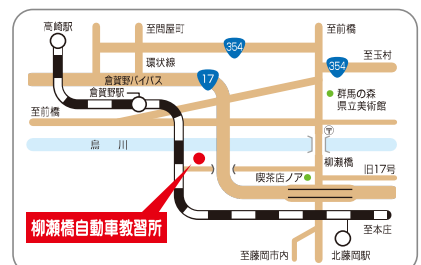 高崎駅
至問屋町
至前橋
354
環状線
至玉村
354
17
倉賀野バイパス
倉賀野駅
群馬の森
県立美術館
至前橋
〒
烏川
柳瀬橋
旧17号
喫茶店ノア
柳瀬橋自動車教習所
至本庄
至藤岡市内
北藤岡駅